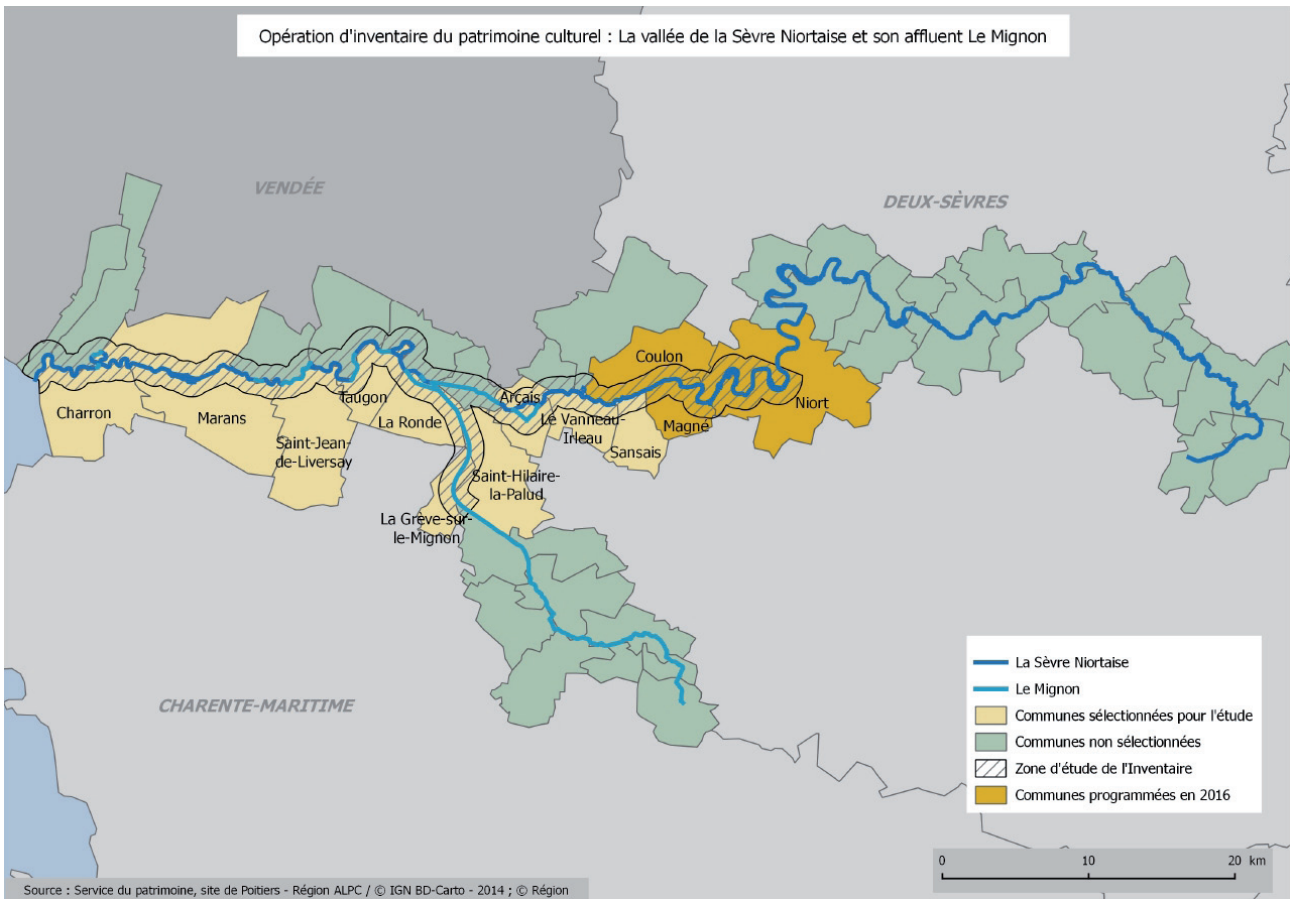 Opération d'inventaire du patrimoine culturel : La vallée de la Sèvre Niortaise et son affluent Le Mignon
VENDÉE
DEUX-SÈVRES
Coulon
Arçais
Taugon
Niort
Charron
Marans
La Ronde
Le Vanneau-
Irleau
Magné
Saint-Jean-
de-Liversay
Sansais
Saint-Hilaire-
la-Palud
La Grève-sur-
le-Mignon
CHARENTE-MARITIME
La Sèvre Niortaise
Le Mignon
Communes sélectionnées pour l'étude
Communes non sélectionnées
Zone d'étude de l'Inventaire
Communes programmées en 2016
0 10 20 km
Source : Service du patrimoine, site de Poitiers - Région ALPC / © IGN BD-Carto - 2014 ; © Région